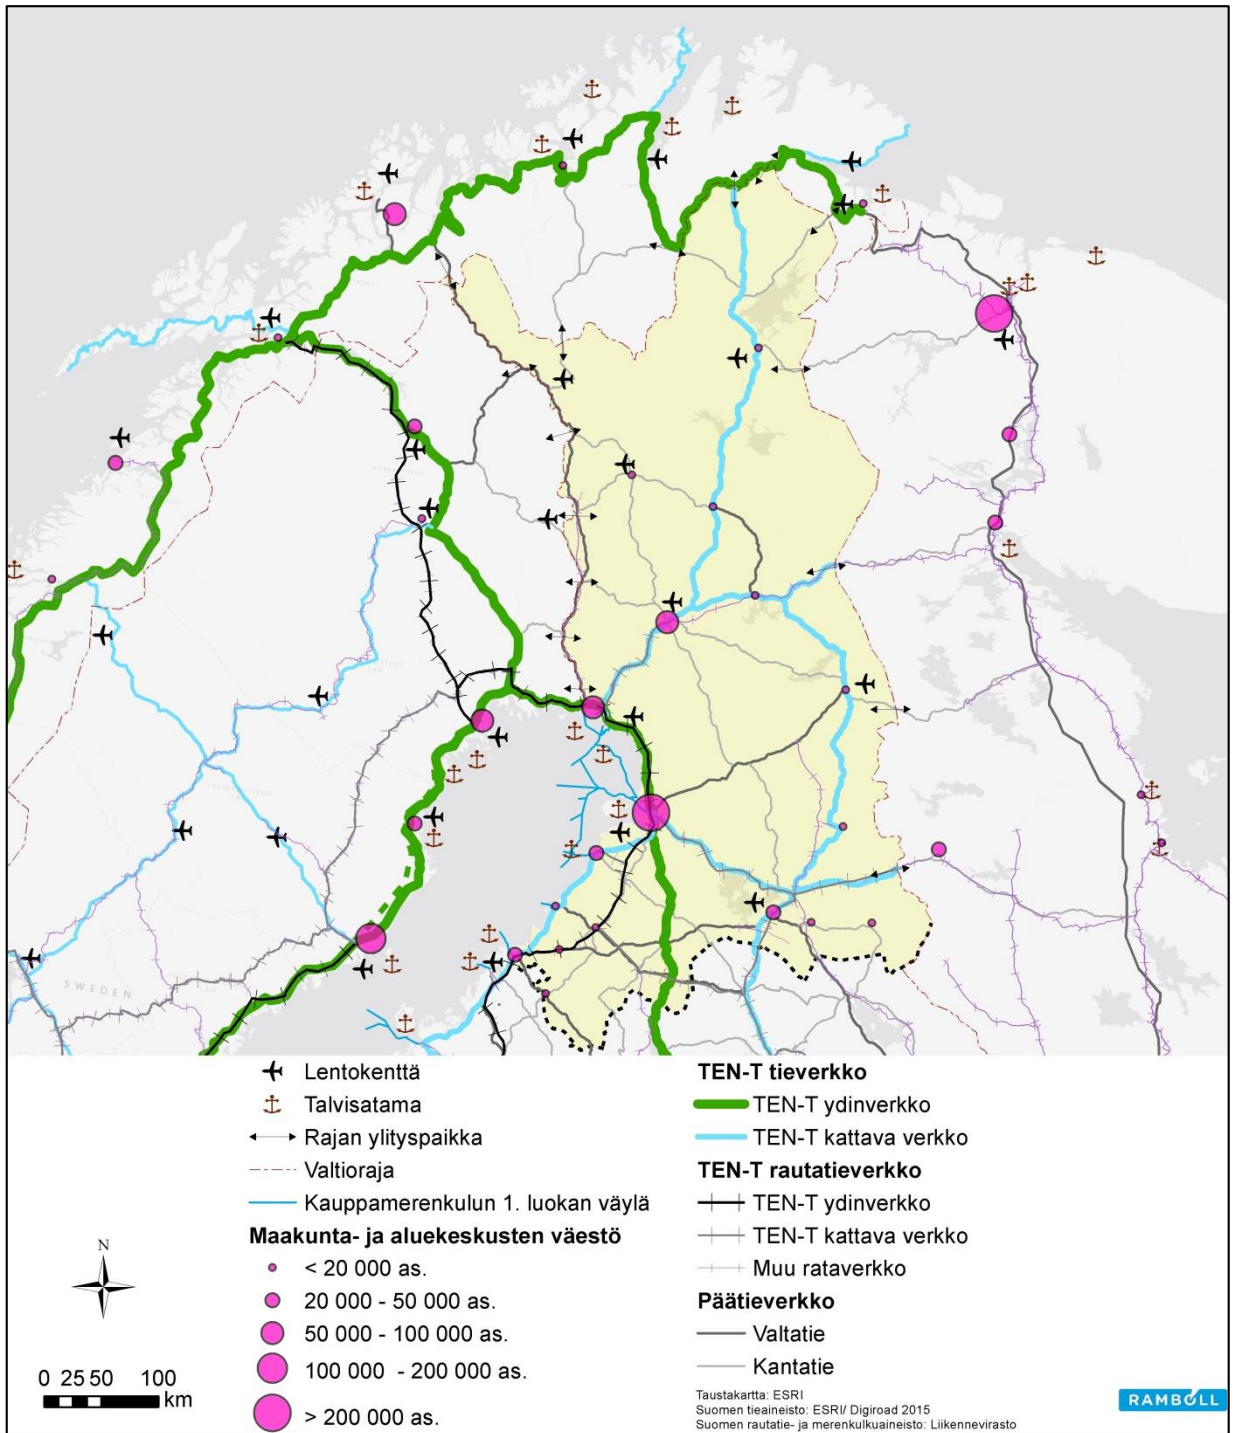 SWEDEN
Lentokenttä
Talvisatama
Rajan ylityspaikka
Valtioraja
Kauppamerenkulun 1. luokan väylä
Maakunta- ja aluekeskusten väestö
< 20 000 as.
20 000 - 50 000 as.
50 000 - 100 000 as.
100 000 - 200 000 as.
> 200 000 as.
TEN-T tieverkko
TEN-T ydinverkko
TEN-T kattava verkko
TEN-T rautatieverkko
TEN-T ydinverkko
TEN-T kattava verkko
Muu rataverkko
Päätieverkko
Valtatie
Kantatie
N
0 25 50 100
km
Taustakartta: ESRI
Suomen tieaineisto: ESRI/ Digiroad 2015
Suomen rautatie- ja merenkulkuaineisto: Liikennevirasto
RAMBOLL